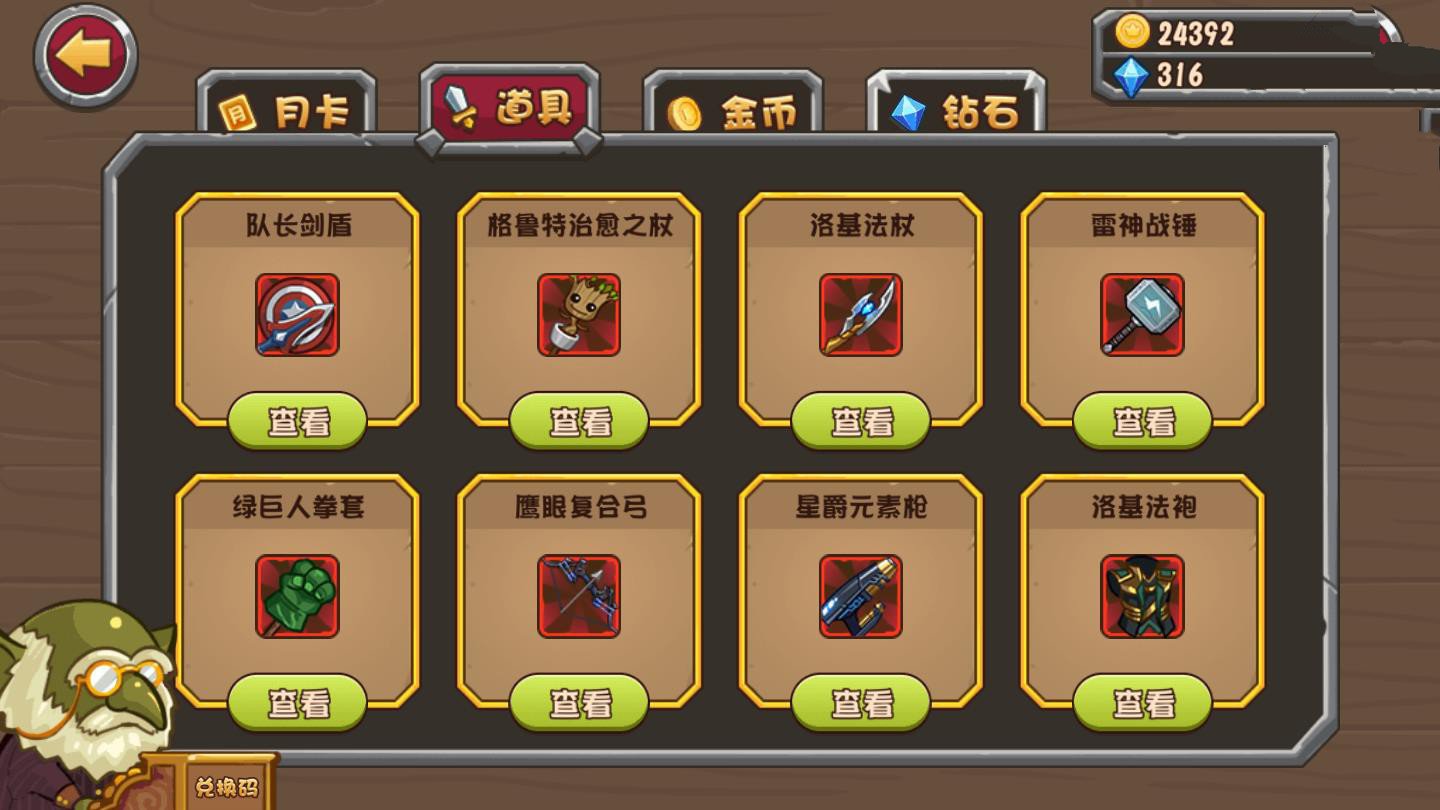 24392
316
月卡
道具
金币
钻石
队长剑盾
格鲁特治愈之杖
洛基法杖
雷神战锤
查看
查看
查看
查看
绿巨人拳套
鹰眼复合弓
星爵元素枪
洛基法袍
查看
查看
查看
查看
兑换码